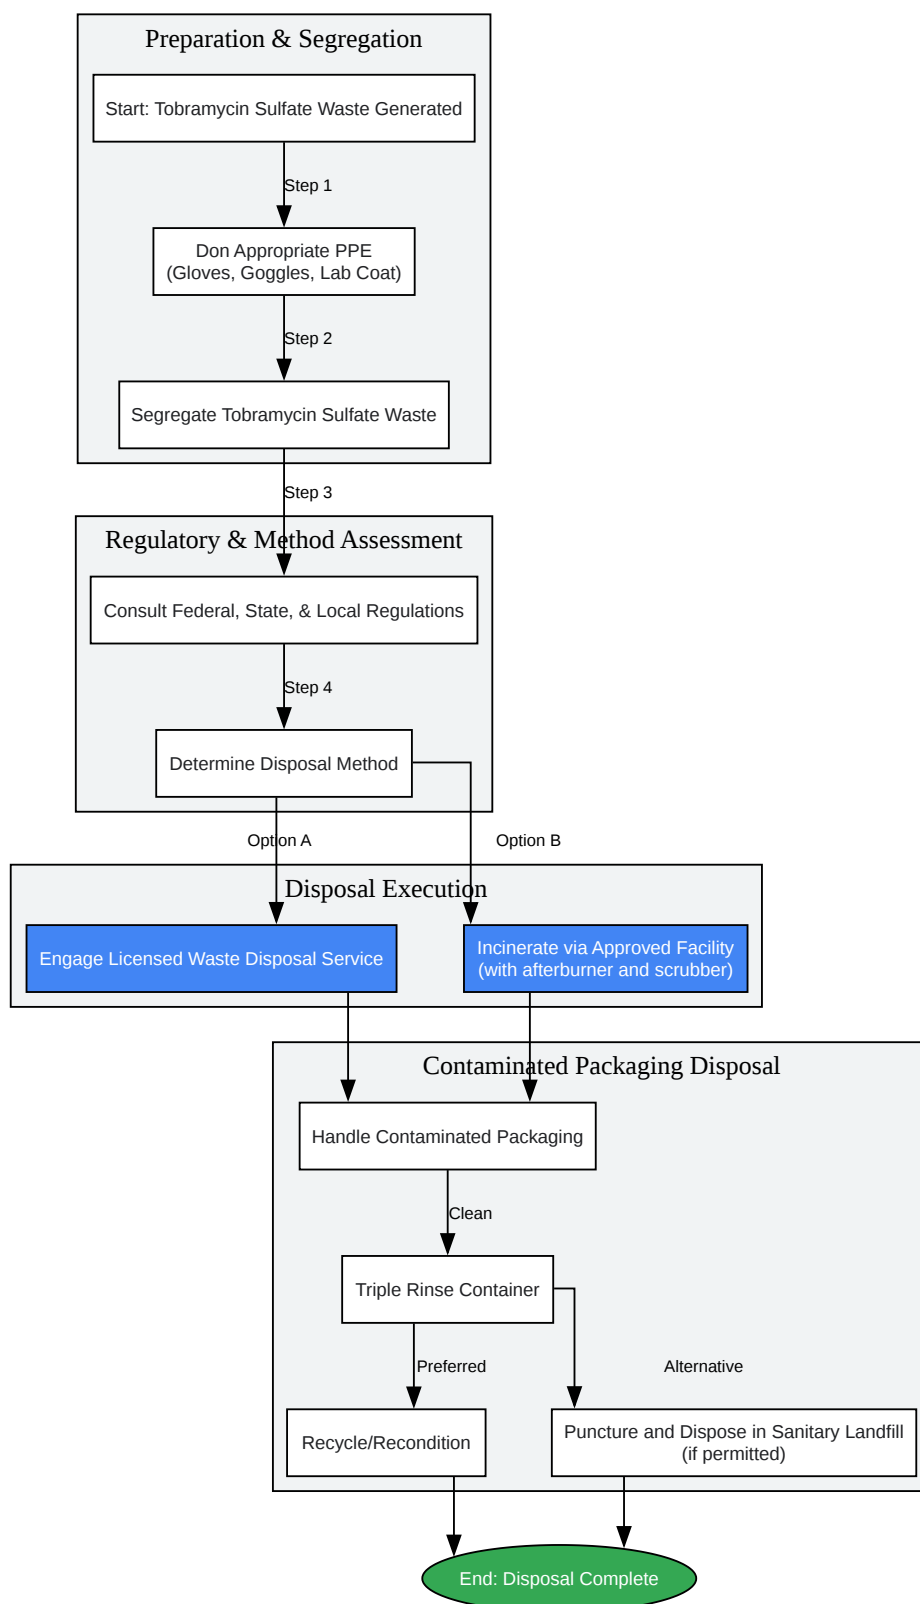 Preparation & Segregation
Start: Tobramycin Sulfate Waste Generated
Step 1
Don Appropriate PPE
(Gloves, Goggles, Lab Coat)
Step 2
Segregate Tobramycin Sulfate Waste
Step 3
Regulatory & Method Assessment
Consult Federal, State, & Local Regulations
Step 4
Determine Disposal Method
Option A
Option B
Disposal Execution
Engage Licensed Waste Disposal Service
Incinerate via Approved Facility
(with afterburner and scrubber)
Contaminated Packaging Disposal
Handle Contaminated Packaging
Clean
Triple Rinse Container
Preferred
Alternative
Recycle/Recondition
Puncture and Dispose in Sanitary Landfill
(if permitted)
End: Disposal Complete